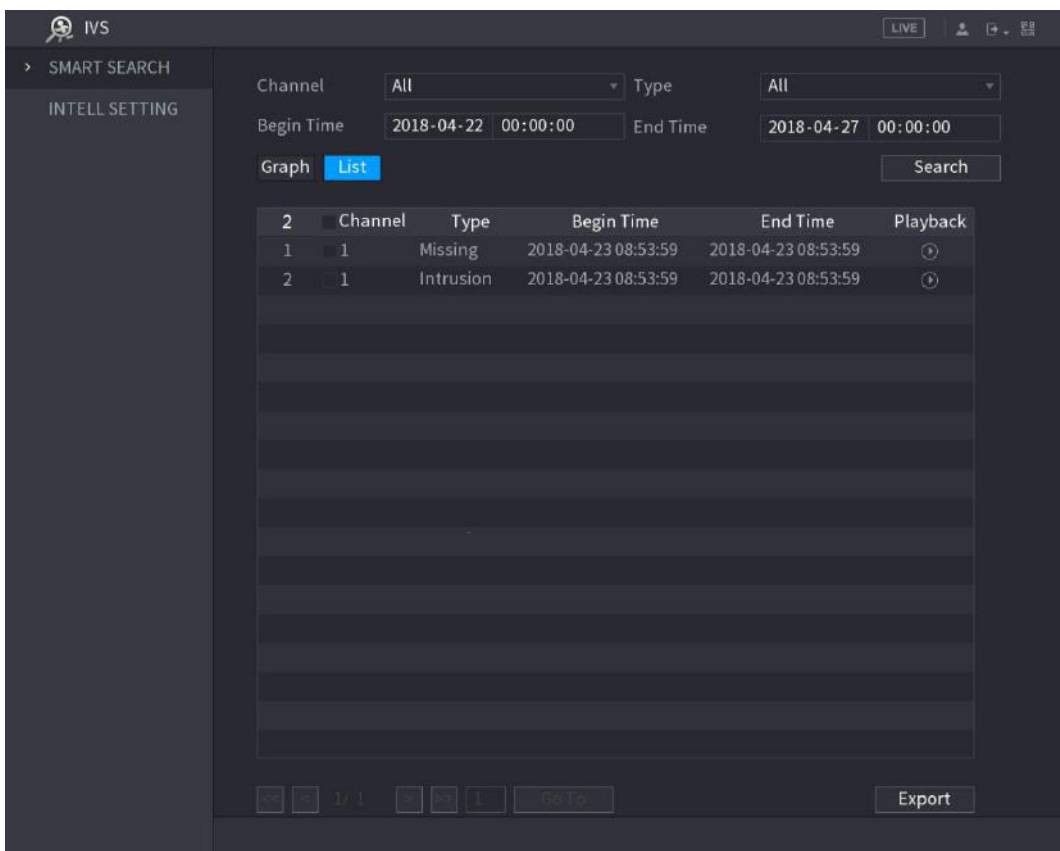 IVS LIVE
SMART SEARCH
INTELL SETTING
Channel All Type All
Begin Time 2018-04-22 00:00:00 End Time 2018-04-27 00:00:00
Graph List Search
2 Channel Type Begin Time End Time Playback
1 1 Missing 2018-04-23 08:53:59 2018-04-23 08:53:59
2 1 Intrusion 2018-04-23 08:53:59 2018-04-23 08:53:59
<< < 1/ 1 > >> 1 Go To Export